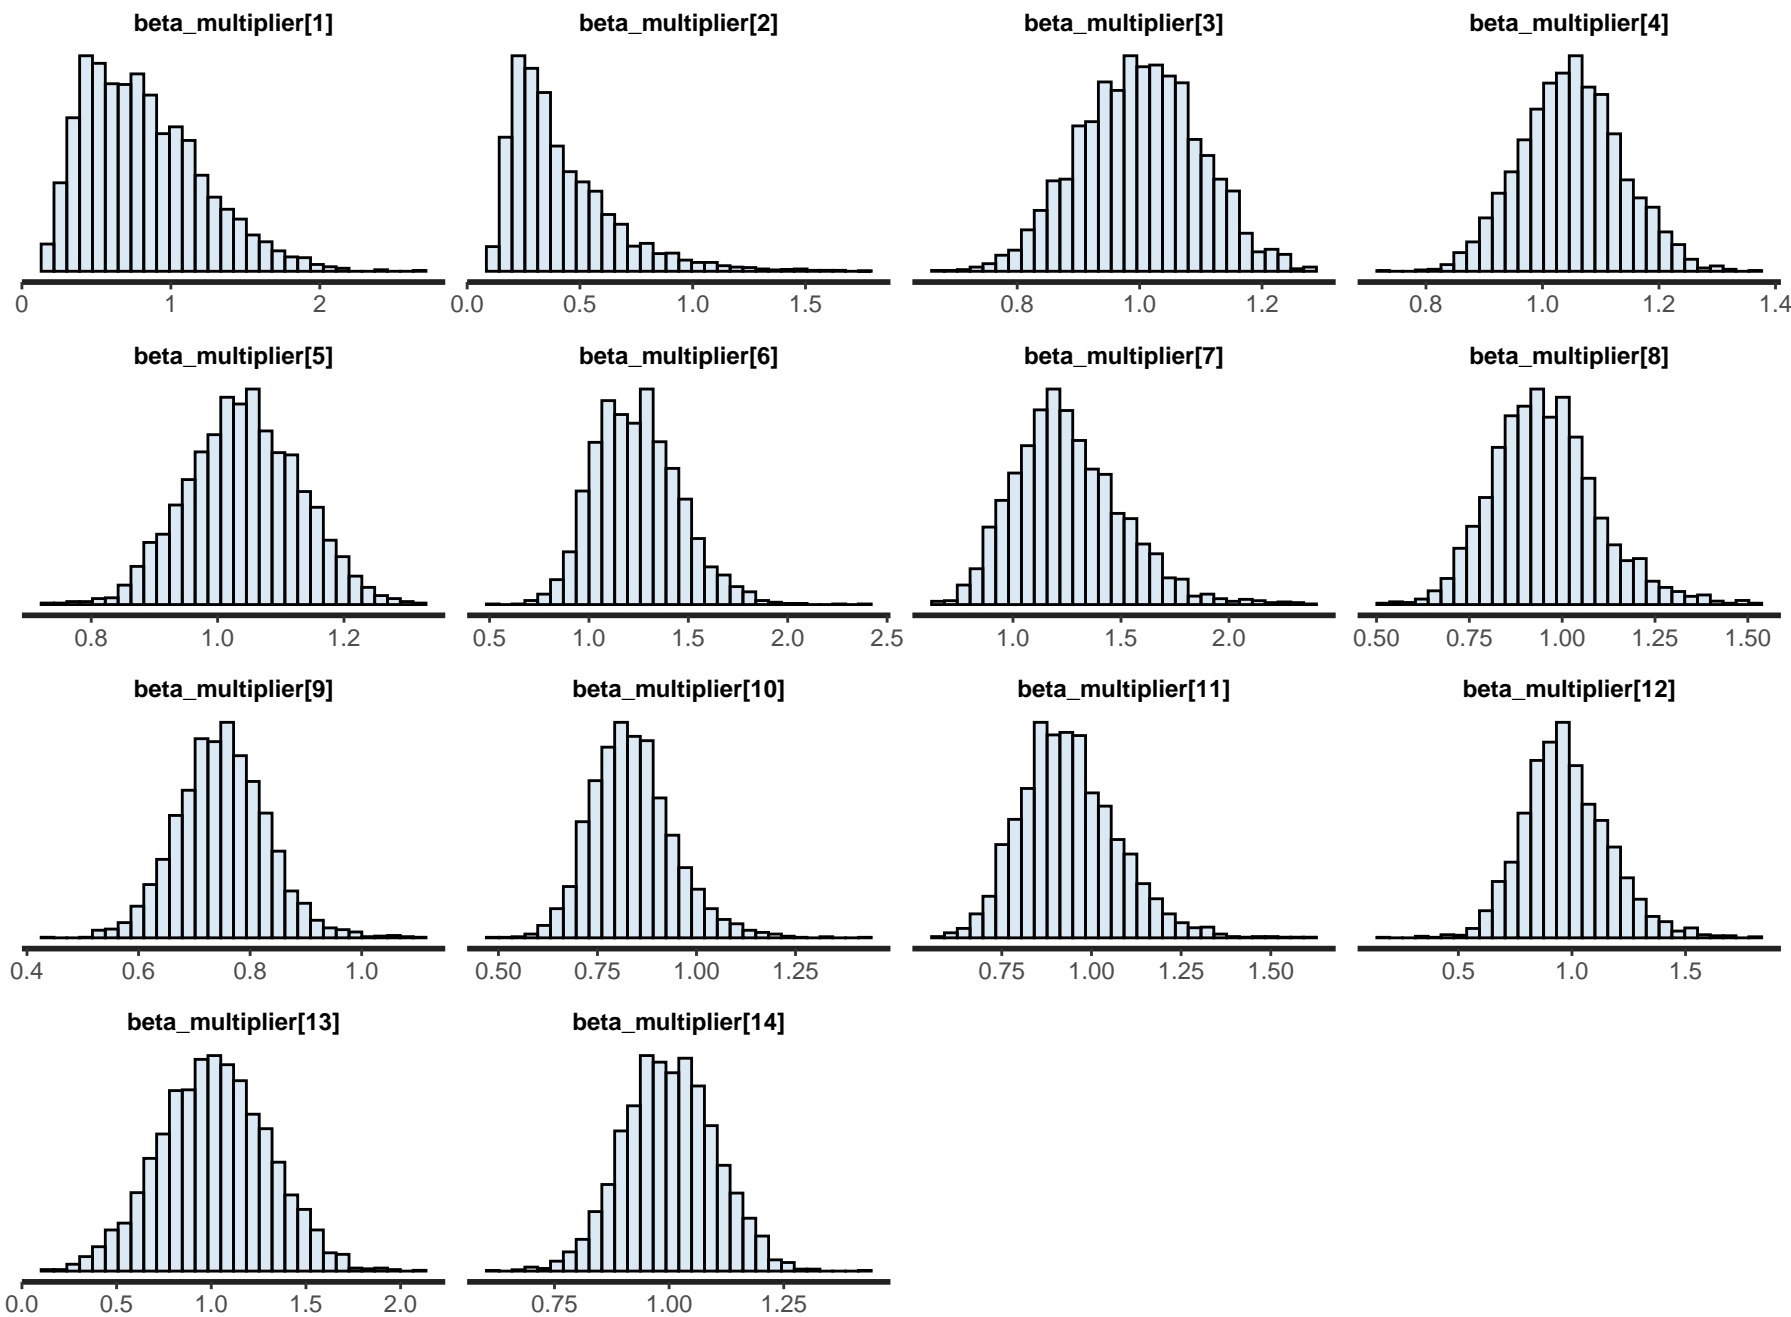 beta_multiplier[1] beta_multiplier[2] beta_multiplier[3] beta_multiplier[4]
0 1 2 0.0 0.5 1.0 1.5 0.8 1.0 1.2 0.8 1.0 1.2 1.4
beta_multiplier[5] beta_multiplier[6] beta_multiplier[7] beta_multiplier[8]
0.8 1.0 1.2 0.5 1.0 1.5 2.0 2.5 1.0 1.5 2.0 0.50 0.75 1.00 1.25 1.50
beta_multiplier[9] beta_multiplier[10] beta_multiplier[11] beta_multiplier[12]
0.4 0.6 0.8 1.0 0.50 0.75 1.00 1.25 0.75 1.00 1.25 1.50 0.5 1.0 1.5
beta_multiplier[13] beta_multiplier[14]
0.0 0.5 1.0 1.5 2.0 0.75 1.00 1.25